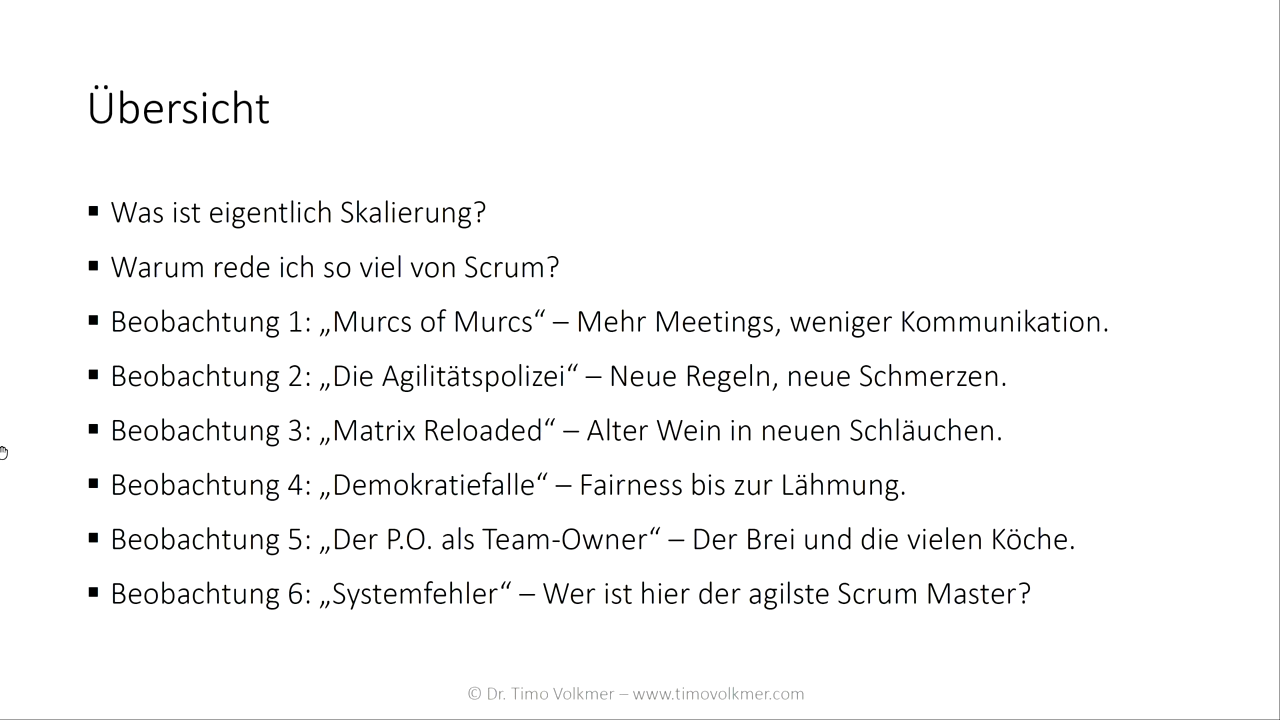 Übersicht
▪ Was ist eigentlich Skalierung?
▪ Warum rede ich so viel von Scrum?
▪ Beobachtung 1: „Murcs of Murcs“ – Mehr Meetings, weniger Kommunikation.
▪ Beobachtung 2: „Die Agilitätspolizei“ – Neue Regeln, neue Schmerzen.
▪ Beobachtung 3: „Matrix Reloaded“ – Alter Wein in neuen Schläuchen.
▪ Beobachtung 4: „Demokratiefalle“ – Fairness bis zur Lähmung.
▪ Beobachtung 5: „Der P.O. als Team-Owner“ – Der Brei und die vielen Köche.
▪ Beobachtung 6: „Systemfehler“ – Wer ist hier der agilste Scrum Master?
© Dr. Timo Volkmer – www.timovolkmer.com